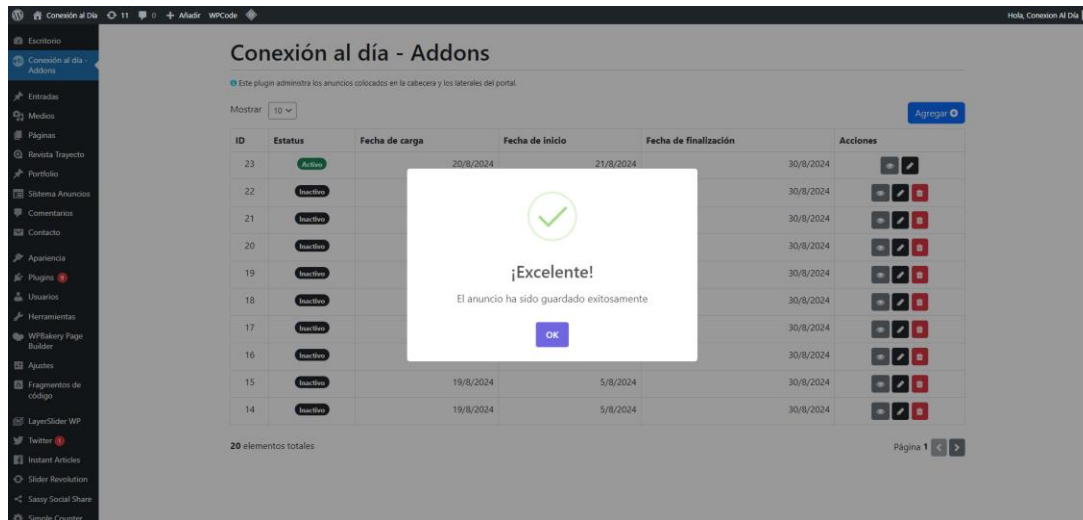 Conexión al Día 11 0 + Añadir WPCode
Hola, Conexion Al Día
Escritorio
Conexión al día -
Addons
Entradas
Medios
Páginas
Revista Trayecto
Portfolio
Sistema Anuncios
Comentarios
Contacto
Apariencia
Plugins 9
Usuarios
Herramientas
WPBakery Page
Builder
Ajustes
Fragmentos de
código
LayerSlider WP
Twitter 1
Instant Articles
Slider Revolution
Sassy Social Share
Simple Counter
Conexión al día - Addons
Este plugin administra los anuncios colocados en la cabecera y los laterales del portal.
Mostrar 10
Agregar
ID Estatus Fecha de carga Fecha de inicio Fecha de finalización Acciones
23 Activo 20/8/2024 21/8/2024 30/8/2024
22 Inactivo 30/8/2024
21 Inactivo 30/8/2024
20 Inactivo 30/8/2024
19 Inactivo 30/8/2024
18 Inactivo 30/8/2024
17 Inactivo 30/8/2024
16 Inactivo 30/8/2024
15 Inactivo 19/8/2024 5/8/2024 30/8/2024
14 Inactivo 19/8/2024 5/8/2024 30/8/2024
¡Excelente!
El anuncio ha sido guardado exitosamente
OK
20 elementos totales
Página 1 < >